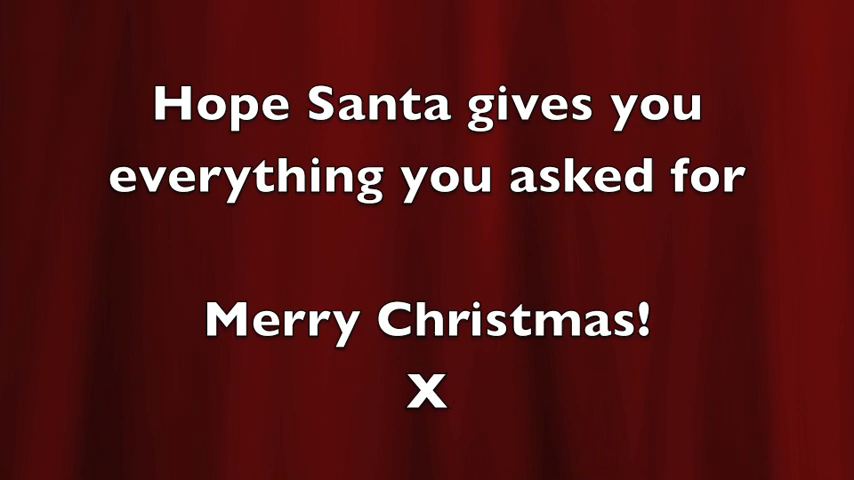 Hope Santa gives you
everything you asked for
Merry Christmas!
X